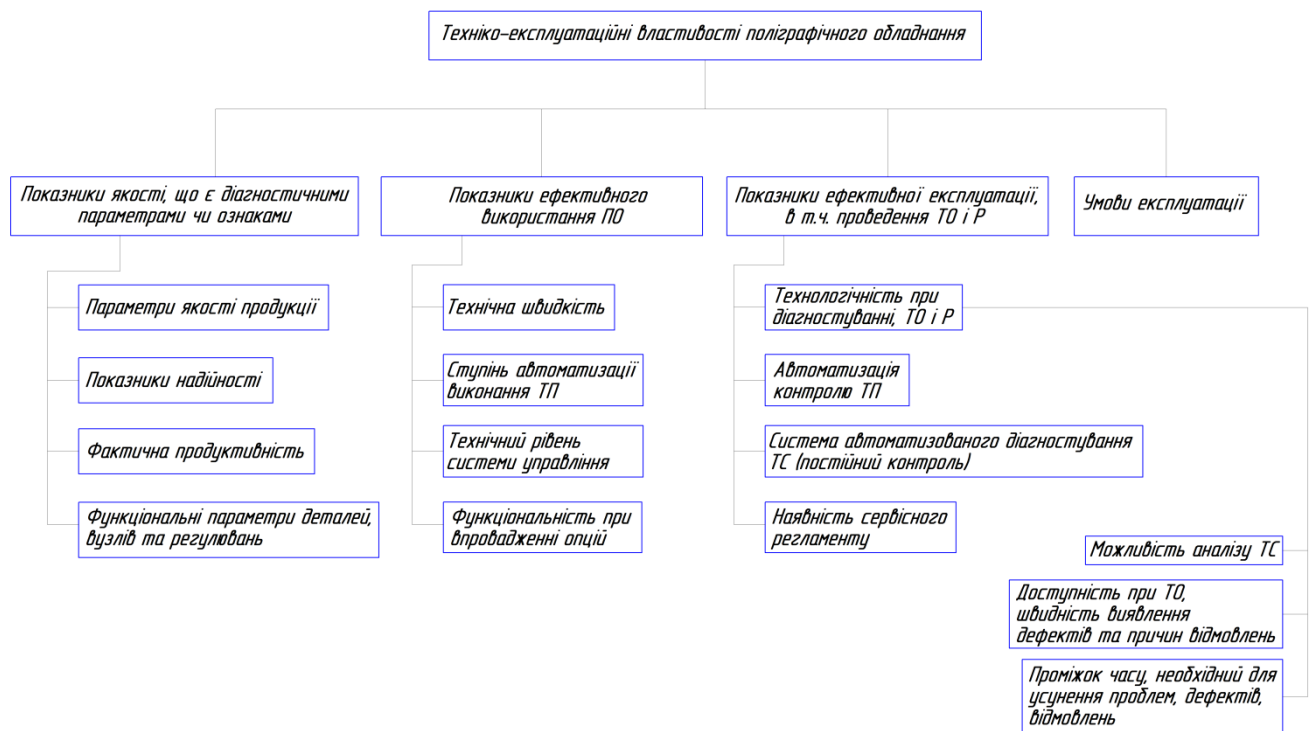 Техніко-експлуатаційні властивості поліграфічного обладнання
Показники якості, що є діагностичними
параметрами чи ознаками
Показники ефективного
використання ПО
Показники ефективної експлуатації,
в т.ч. проведення ТО і Р
Умови експлуатації
Параметри якості продукції
Показники надійності
Фактична продуктивність
Функціональні параметри деталей,
вузлів та регулювань
Технічна швидкість
Ступінь автоматизації
виконання ТП
Технічний рівень
системи управління
Функціональність при
впровадженні опцій
Технологічність при
діагностуванні, ТО і Р
Автоматизація
контролю ТП
Система автоматизованого діагностування
ТС (постійний контроль)
Наявність сервісного
регламенту
Можливість аналізу ТС
Доступність при ТО,
швидність виявлення
дефектів та причин відмовлень
Проміжок часу, необхідний для
усунення проблем, дефектів,
відмовлень